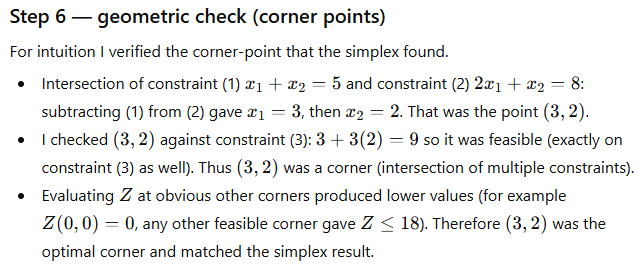 Step 6 — geometric check (corner points)
For intuition I verified the corner-point that the simplex found.
• Intersection of constraint (1) x₁ + x₂ = 5 and constraint (2) 2x₁ + x₂ = 8:
subtracting (1) from (2) gave x₁ = 3, then x₂ = 2. That was the point (3, 2).
• I checked (3, 2) against constraint (3): 3 + 3(2) = 9 so it was feasible (exactly on
constraint (3) as well). Thus (3, 2) was a corner (intersection of multiple constraints).
• Evaluating Z at obvious other corners produced lower values (for example
Z(0, 0) = 0, any other feasible corner gave Z ≤ 18). Therefore (3, 2) was the
optimal corner and matched the simplex result.